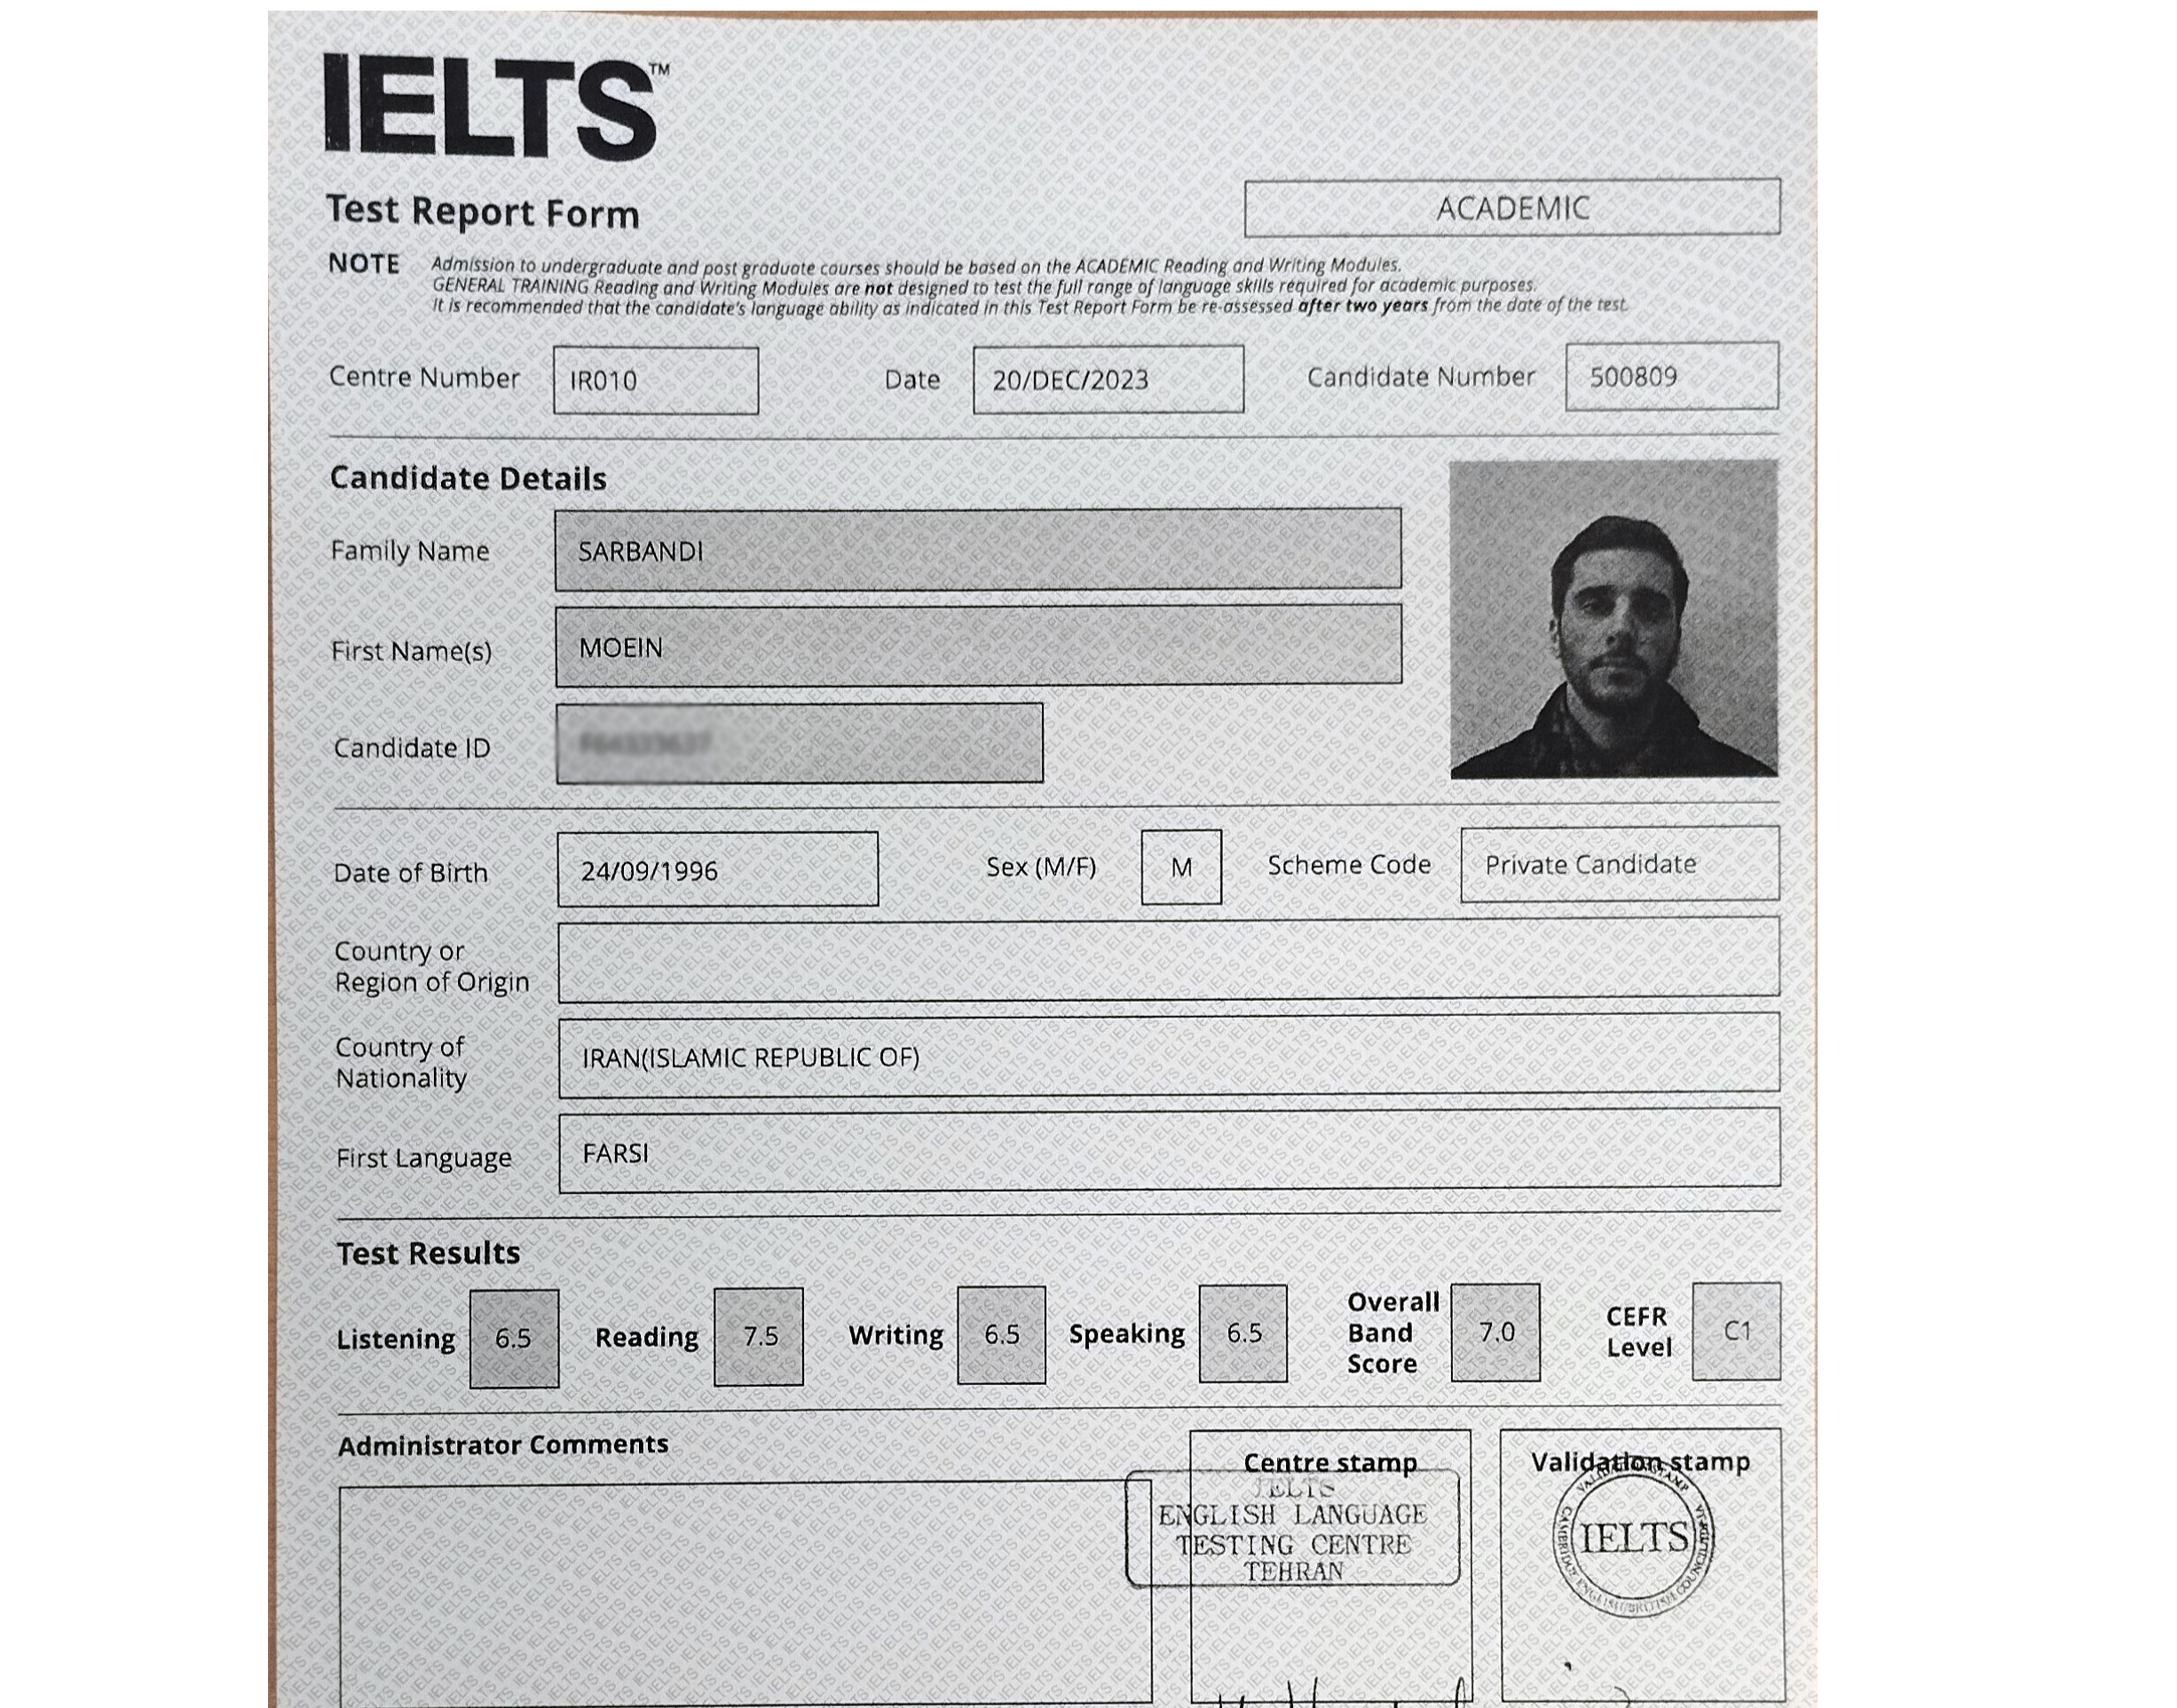 IELTS™
Test Report Form
ACADEMIC
NOTE Admission to undergraduate and post graduate courses should be based on the ACADEMIC Reading and Writing Modules.
GENERAL TRAINING Reading and Writing Modules are not designed to test the full range of language skills required for academic purposes.
It is recommended that the candidate's language ability as indicated in this Test Report Form be re-assessed after two years from the date of the test.
Centre Number IR010 Date 20/DEC/2023 Candidate Number 500809
Candidate Details
Family Name SARBANDI
First Name(s) MOEIN
Candidate ID
Date of Birth 24/09/1996 Sex (M/F) M Scheme Code Private Candidate
Country or
Region of Origin
Country of
Nationality
IRAN(ISLAMIC REPUBLIC OF)
First Language FARSI
Test Results
Listening 6.5 Reading 7.5 Writing 6.5 Speaking 6.5 Overall Band Score 7.0 CEFR Level C1
Administrator Comments
Centre stamp
IELTS
ENGLISH LANGUAGE
TESTING CENTRE
TEHRAN
Validation stamp
VALIDATION STAMP
IELTS